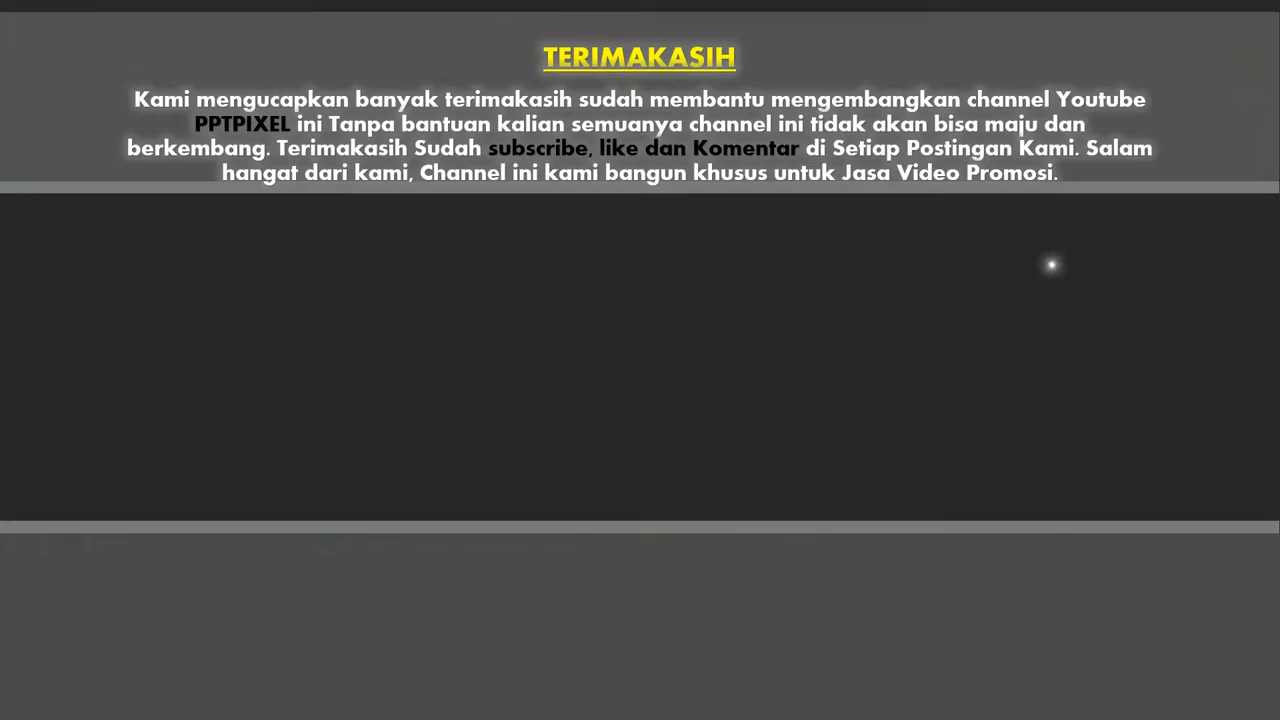 TERIMAKASIH
Kami mengucapkan banyak terimakasih sudah membantu mengembangkan channel Youtube
PPTPIXEL ini Tanpa bantuan kalian semuanya channel ini tidak akan bisa maju dan
berkembang. Terimakasih Sudah subscribe, like dan Komentar di Setiap Postingan Kami. Salam
hangat dari kami, Channel ini kami bangun khusus untuk Jasa Video Promosi.